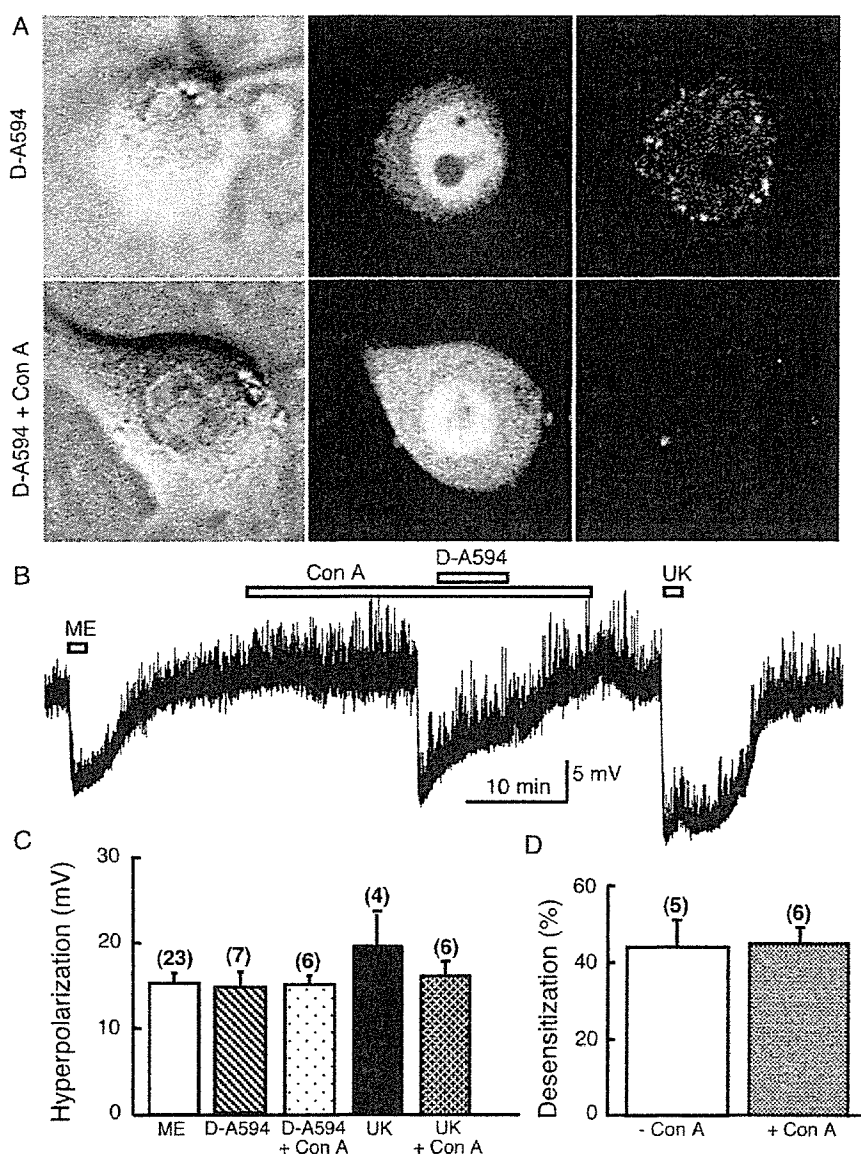 A
D-A594
D-A594 + Con A
B
D-A594
Con A
UK
ME
10 min
5 mV
C
Hyperpolarization (mV)
30
20
10
0
(23)
(7)
(6)
(4)
(6)
ME
D-A594
D-A594
+ Con A
UK
UK
+ Con A
D
Desensitization (%)
60
40
20
0
(5)
(6)
- Con A
+ Con A